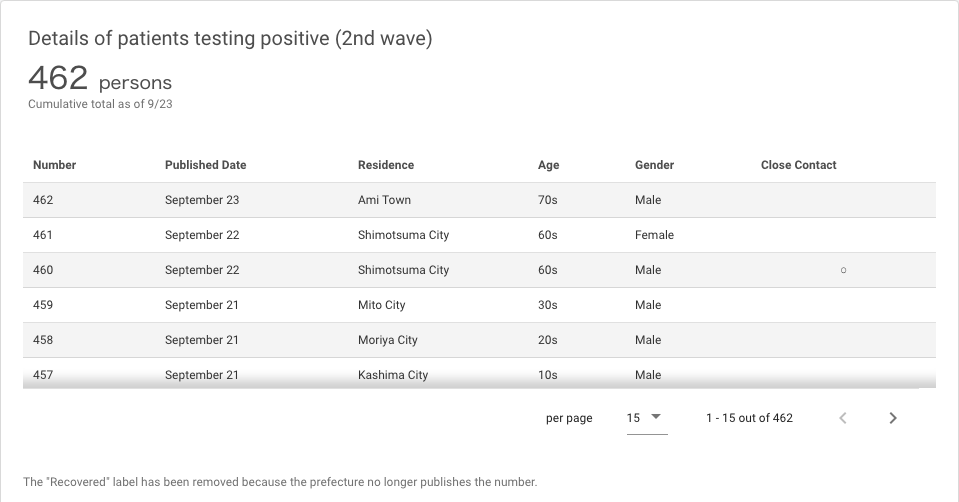 Details of patients testing positive (2nd wave)
462 persons
Cumulative total as of 9/23
Number Published Date Residence Age Gender Close Contact
462 September 23 Ami Town 70s Male
461 September 22 Shimotsuma City 60s Female
460 September 22 Shimotsuma City 60s Male ○
459 September 21 Mito City 30s Male
458 September 21 Moriya City 20s Male
457 September 21 Kashima City 10s Male
per page 15 1 - 15 out of 462
The "Recovered" label has been removed because the prefecture no longer publishes the number.